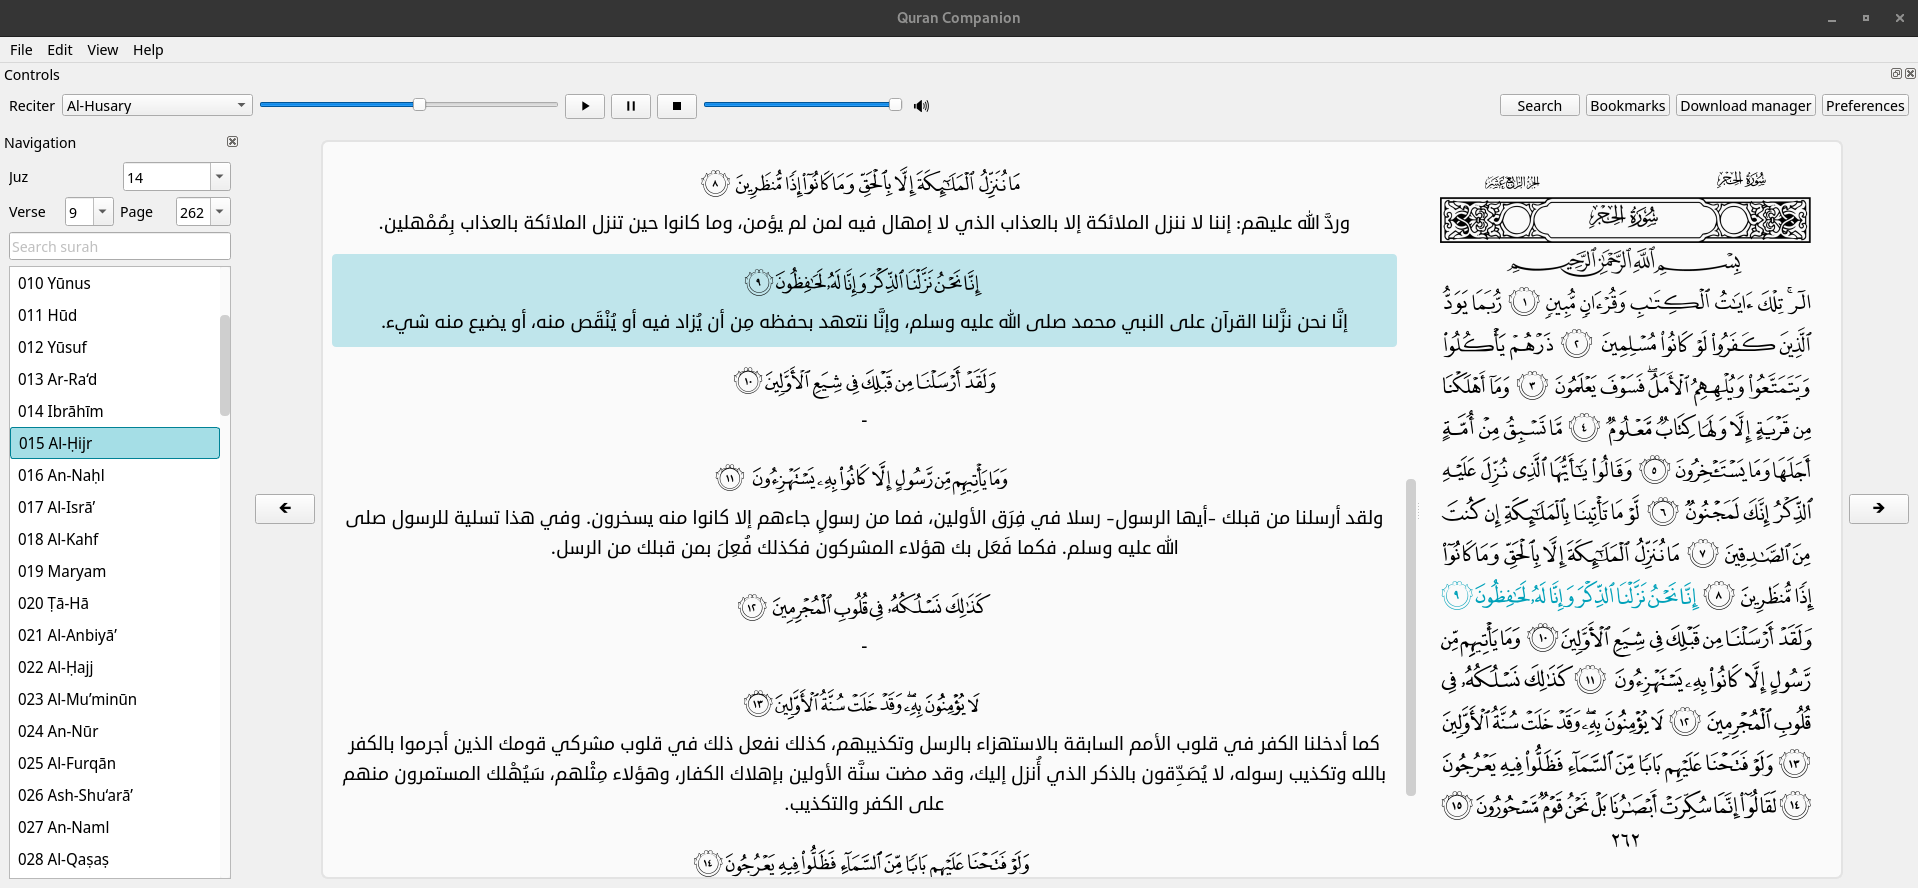 Quran Companion
File Edit View Help
Controls
Reciter Al-Husary Search Bookmarks Download manager Preferences
Navigation
Juz 14
Verse 9 Page 262
Search surah
010 Yūnus
011 Hūd
012 Yūsuf
013 Ar-Ra‘d
014 Ibrāhīm
015 Al-Ḥijr
016 An-Naḥl
017 Al-Isrā’
018 Al-Kahf
019 Maryam
020 Ṭā-Hā
021 Al-Anbiyā’
022 Al-Ḥajj
023 Al-Mu’minūn
024 An-Nūr
025 Al-Furqān
026 Ash-Shu‘arā’
027 An-Naml
028 Al-Qaṣaṣ
مَا نُنَزِّلُ ٱلْمَلَـٰٓئِكَةَ إِلَّا بِٱلْحَقِّ وَمَا كَانُوٓا۟ إِذًا مُّنظَرِينَ ٨
وردَّ الله عليهم: إننا لا ننزل الملائكة إلا بالعذاب الذي لا إمهال فيه لمن لم يؤمن، وما كانوا حين تنزل الملائكة بالعذاب بِمُمْهلين.
إِنَّا نَحْنُ نَزَّلْنَا ٱلذِّكْرَ وَإِنَّا لَهُۥ لَحَـٰفِظُونَ ٩
إنَّا نحن نزَّلنا القرآن على النبي محمد صلى الله عليه وسلم، وإنَّا نتعهد بحفظه مِن أن يُزاد فيه أو يُنْقَص منه، أو يضيع منه شيء.
وَلَقَدْ أَرْسَلْنَا مِن قَبْلِكَ فِى شِيَعِ ٱلْأَوَّلِينَ ١٠
-
وَمَا يَأْتِيهِم مِّن رَّسُولٍ إِلَّا كَانُوا۟ بِهِۦ يَسْتَهْزِءُونَ ١١
ولقد أرسلنا من قبلك -أيها الرسول- رسلا في فِرَق الأولين، فما من رسولٍ جاءهم إلا كانوا منه يسخرون. وفي هذا تسلية للرسول صلى
الله عليه وسلم. فكما فَعَل بك هؤلاء المشركون فكذلك فُعِلَ بمن قبلك من الرسل.
كَذَٰلِكَ نَسْلُكُهُۥ فِى قُلُوبِ ٱلْمُجْرِمِينَ ١٢
-
لَا يُؤْمِنُونَ بِهِۦ ۖ وَقَدْ خَلَتْ سُنَّةُ ٱلْأَوَّلِينَ ١٣
كما أدخلنا الكفر في قلوب الأمم السابقة بالاستهزاء بالرسل وتكذيبهم، كذلك نفعل ذلك في قلوب مشركي قومك الذين أجرموا بالكفر
بالله وتكذيب رسوله، لا يُصَدِّقون بالذكر الذي أُنزل إليك، وقد مضت سنَّة الأولين بإهلاك الكفار، وهؤلاء مِثْلهم، سَيُهْلك المستمرون منهم
على الكفر والتكذيب.
وَلَوْ فَتَحْنَا عَلَيْهِم بَابًا مِّنَ ٱلسَّمَآءِ فَظَلُّوا۟ فِيهِ يَعْرُجُونَ ١٤
سُورَةُ الحِجْرِ الجزء الرابع عشر
سُورَةُ الحِجْرِ
بِسْمِ ٱللَّهِ ٱلرَّحْمَـٰنِ ٱلرَّحِيمِ
الٓر ۚ تِلْكَ ءَايَـٰتُ ٱلْكِتَـٰبِ وَقُرْءَانٍ مُّبِينٍ ١ رُّبَمَا يَوَدُّ
ٱلَّذِينَ كَفَرُوا۟ لَوْ كَانُوا۟ مُسْلِمِينَ ٢ ذَرْهُمْ يَأْكُلُوا۟
وَيَتَمَتَّعُوا۟ وَيُلْهِهِمُ ٱلْأَمَلُ ۖ فَسَوْفَ يَعْلَمُونَ ٣ وَمَآ أَهْلَكْنَا
مِن قَرْيَةٍ إِلَّا وَلَهَا كِتَابٌ مَّعْلُومٌ ٤ مَّا تَسْبِقُ مِنْ أُمَّةٍ
أَجَلَهَا وَمَا يَسْتَـْٔخِرُونَ ٥ وَقَالُوا۟ يَـٰٓأَيُّهَا ٱلَّذِى نُزِّلَ عَلَيْهِ
ٱلذِّكْرُ إِنَّكَ لَمَجْنُونٌ ٦ لَّوْ مَا تَأْتِينَا بِٱلْمَلَـٰٓئِكَةِ إِن كُنتَ
مِنَ ٱلصَّـٰدِقِينَ ٧ مَا نُنَزِّلُ ٱلْمَلَـٰٓئِكَةَ إِلَّا بِٱلْحَقِّ وَمَا كَانُوٓا۟
إِذًا مُّنظَرِينَ ٨ إِنَّا نَحْنُ نَزَّلْنَا ٱلذِّكْرَ وَإِنَّا لَهُۥ لَحَـٰفِظُونَ ٩
وَلَقَدْ أَرْسَلْنَا مِن قَبْلِكَ فِى شِيَعِ ٱلْأَوَّلِينَ ١٠ وَمَا يَأْتِيهِم مِّن
رَّسُولٍ إِلَّا كَانُوا۟ بِهِۦ يَسْتَهْزِءُونَ ١١ كَذَٰلِكَ نَسْلُكُهُۥ فِى
قُلُوبِ ٱلْمُجْرِمِينَ ١٢ لَا يُؤْمِنُونَ بِهِۦ ۖ وَقَدْ خَلَتْ سُنَّةُ ٱلْأَوَّلِينَ
١٣ وَلَوْ فَتَحْنَا عَلَيْهِم بَابًا مِّنَ ٱلسَّمَآءِ فَظَلُّوا۟ فِيهِ يَعْرُجُونَ
١٤ لَقَالُوٓا۟ إِنَّمَا سُكِّرَتْ أَبْصَـٰرُنَا بَلْ نَحْنُ قَوْمٌ مَّسْحُورُونَ ١٥
٢٦٢